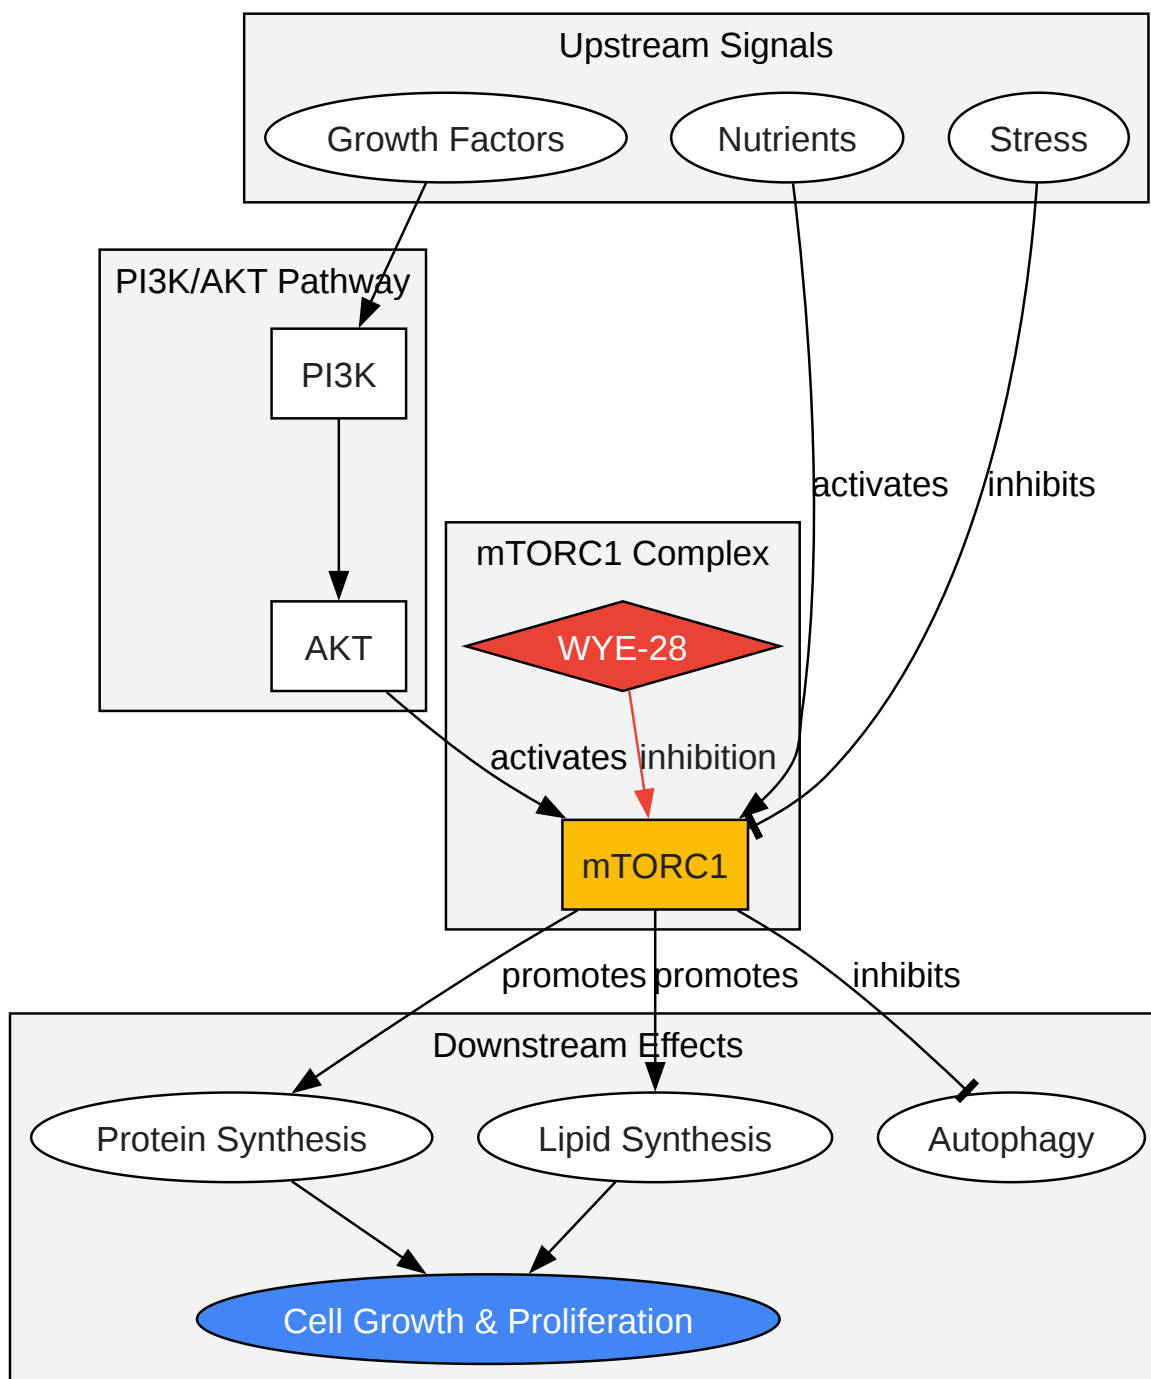 Upstream Signals
Growth Factors
Nutrients
Stress
PI3K/AKT Pathway
PI3K
activates
inhibits
mTORC1 Complex
AKT
WYE-28
activates
inhibition
mTORC1
promotes
promotes
inhibits
Downstream Effects
Protein Synthesis
Lipid Synthesis
Autophagy
Cell Growth & Proliferation